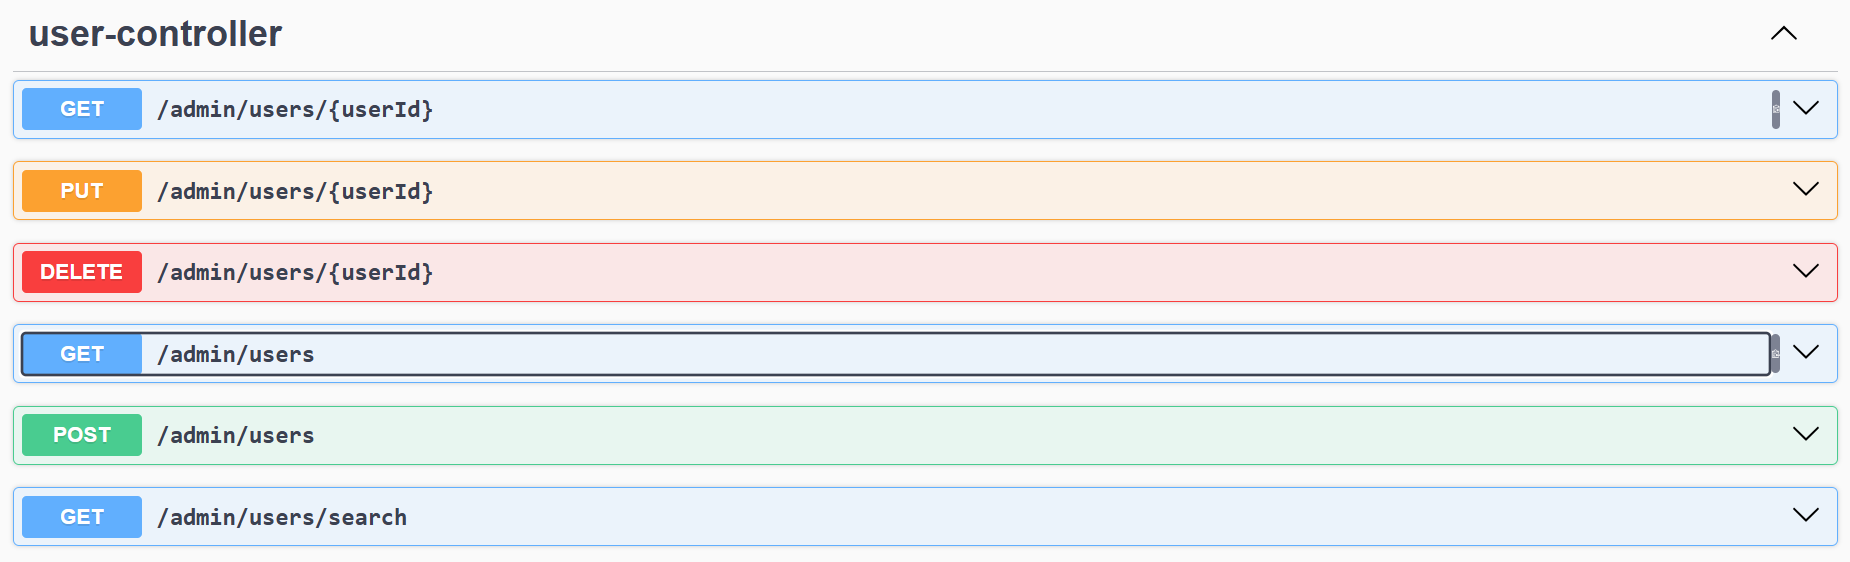 user-controller
GET /admin/users/{userId}
PUT /admin/users/{userId}
DELETE /admin/users/{userId}
GET /admin/users
POST /admin/users
GET /admin/users/search